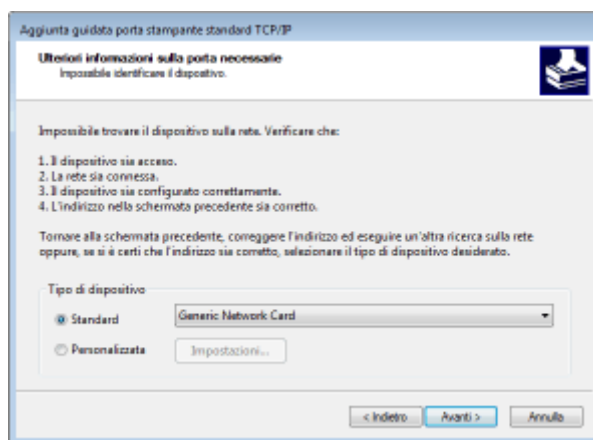 Aggiunta guidata porta stampante standard TCP/IP
Ulteriori informazioni sulla porta necessarie
Impossibile identificare il dispositivo.
Impossibile trovare il dispositivo sulla rete. Verificare che:
1. Il dispositivo sia acceso.
2. La rete sia connessa.
3. Il dispositivo sia configurato correttamente.
4. L'indirizzo nella schermata precedente sia corretto.
Tornare alla schermata precedente, correggere l'indirizzo ed eseguire un'altra ricerca sulla rete
oppure, se si è certi che l'indirizzo sia corretto, selezionare il tipo di dispositivo desiderato.
Tipo di dispositivo
Standard Generic Network Card
Personalizzata Impostazioni...
< Indietro Avanti > Annulla